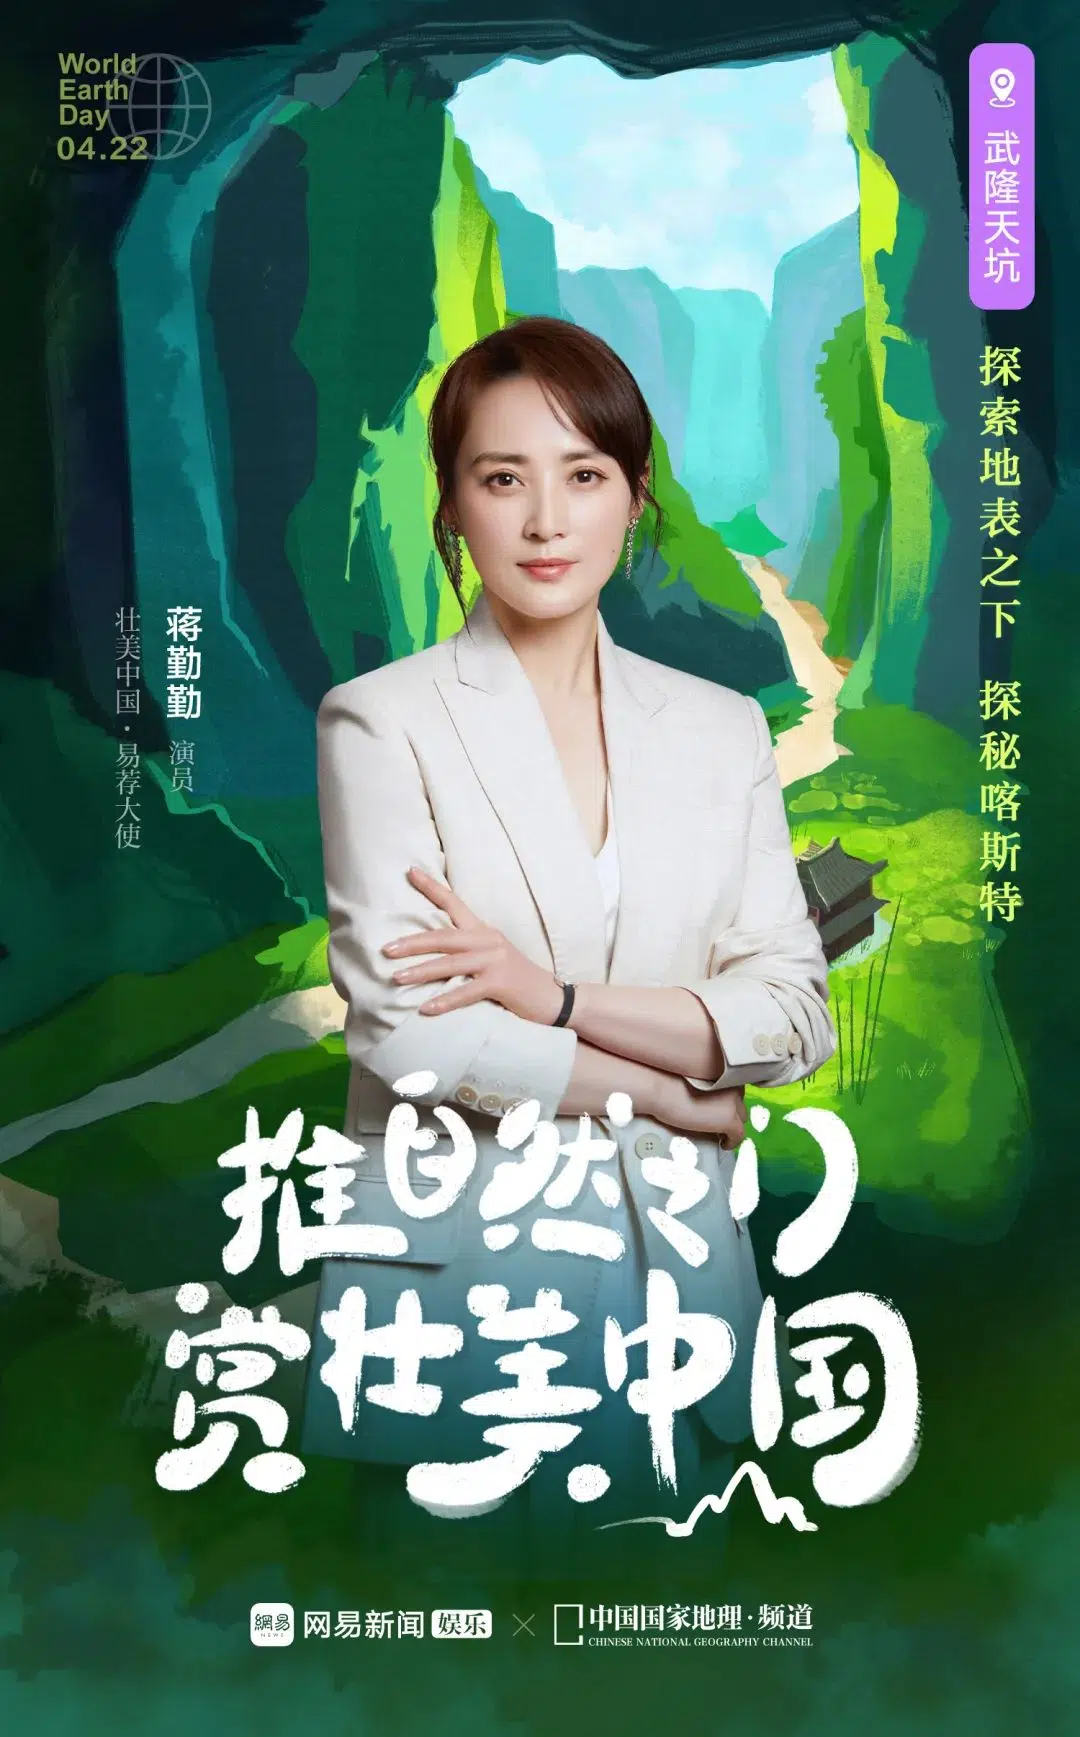 World
Earth
Day
04.22
武隆天坑
探索地表之下 探秘喀斯特
蒋勤勤 演员
壮美中国·易荐大使
推自然之门
赏壮美中国
網易
NEWS
网易新闻 娱乐 × 中国国家地理·频道
CHINESE NATIONAL GEOGRAPHY CHANNEL